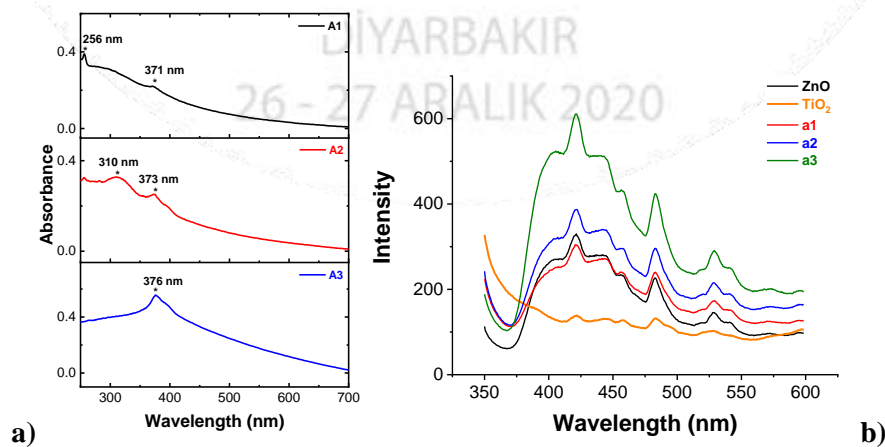 DİYARBAKIR
26 - 27 ARALIK 2020
a)
Absorbance
A1
256 nm
371 nm
0.4
0.0
A2
310 nm
373 nm
0.4
0.0
A3
376 nm
0.4
0.0
300 400 500 600 700
Wavelength (nm)
b)
Intensity
ZnO
TiO2
a1
a2
a3
600
500
400
300
200
100
0
350 400 450 500 550 600
Wavelength (nm)